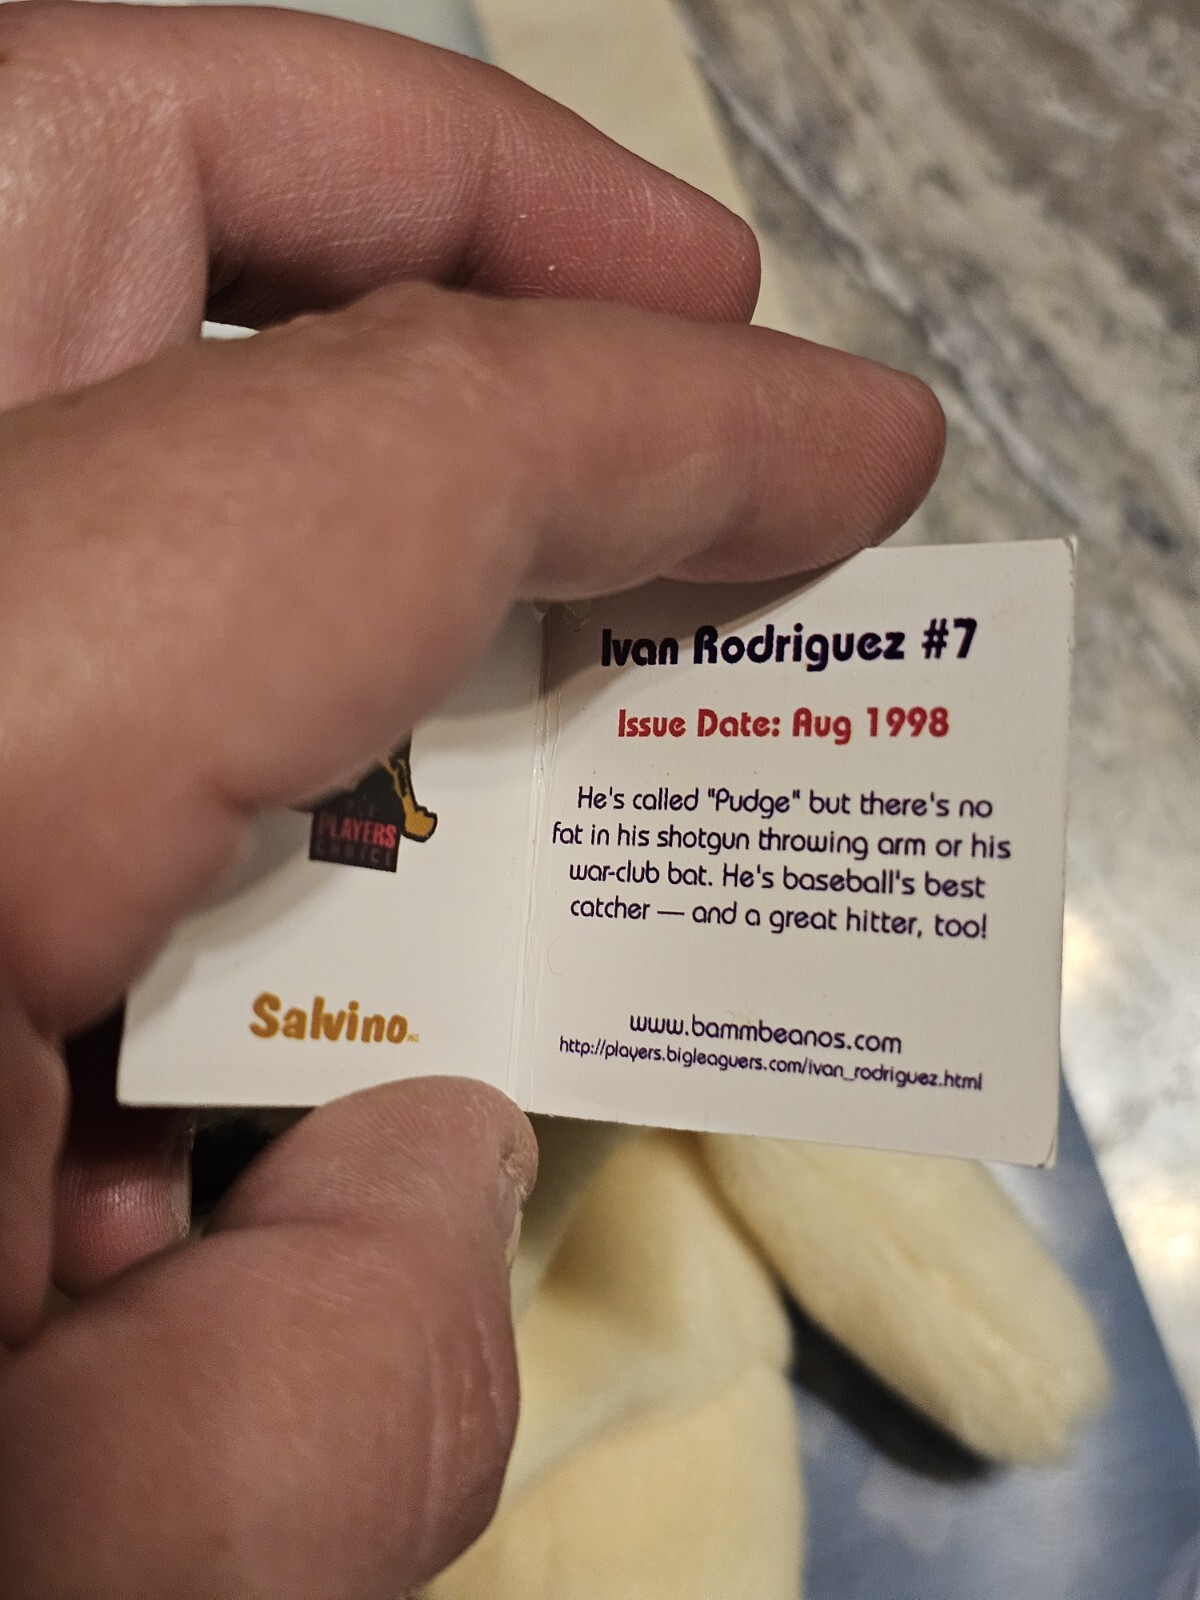 PLAYERS
CHOICE
Salvino
Ivan Rodriguez #7
Issue Date: Aug 1998
He's called "Pudge" but there's no
fat in his shotgun throwing arm or his
war-club bat. He's baseball's best
catcher — and a great hitter, too!
www.bammbeanos.com
http://players.bigleaguers.com/ivan_rodriguez.html